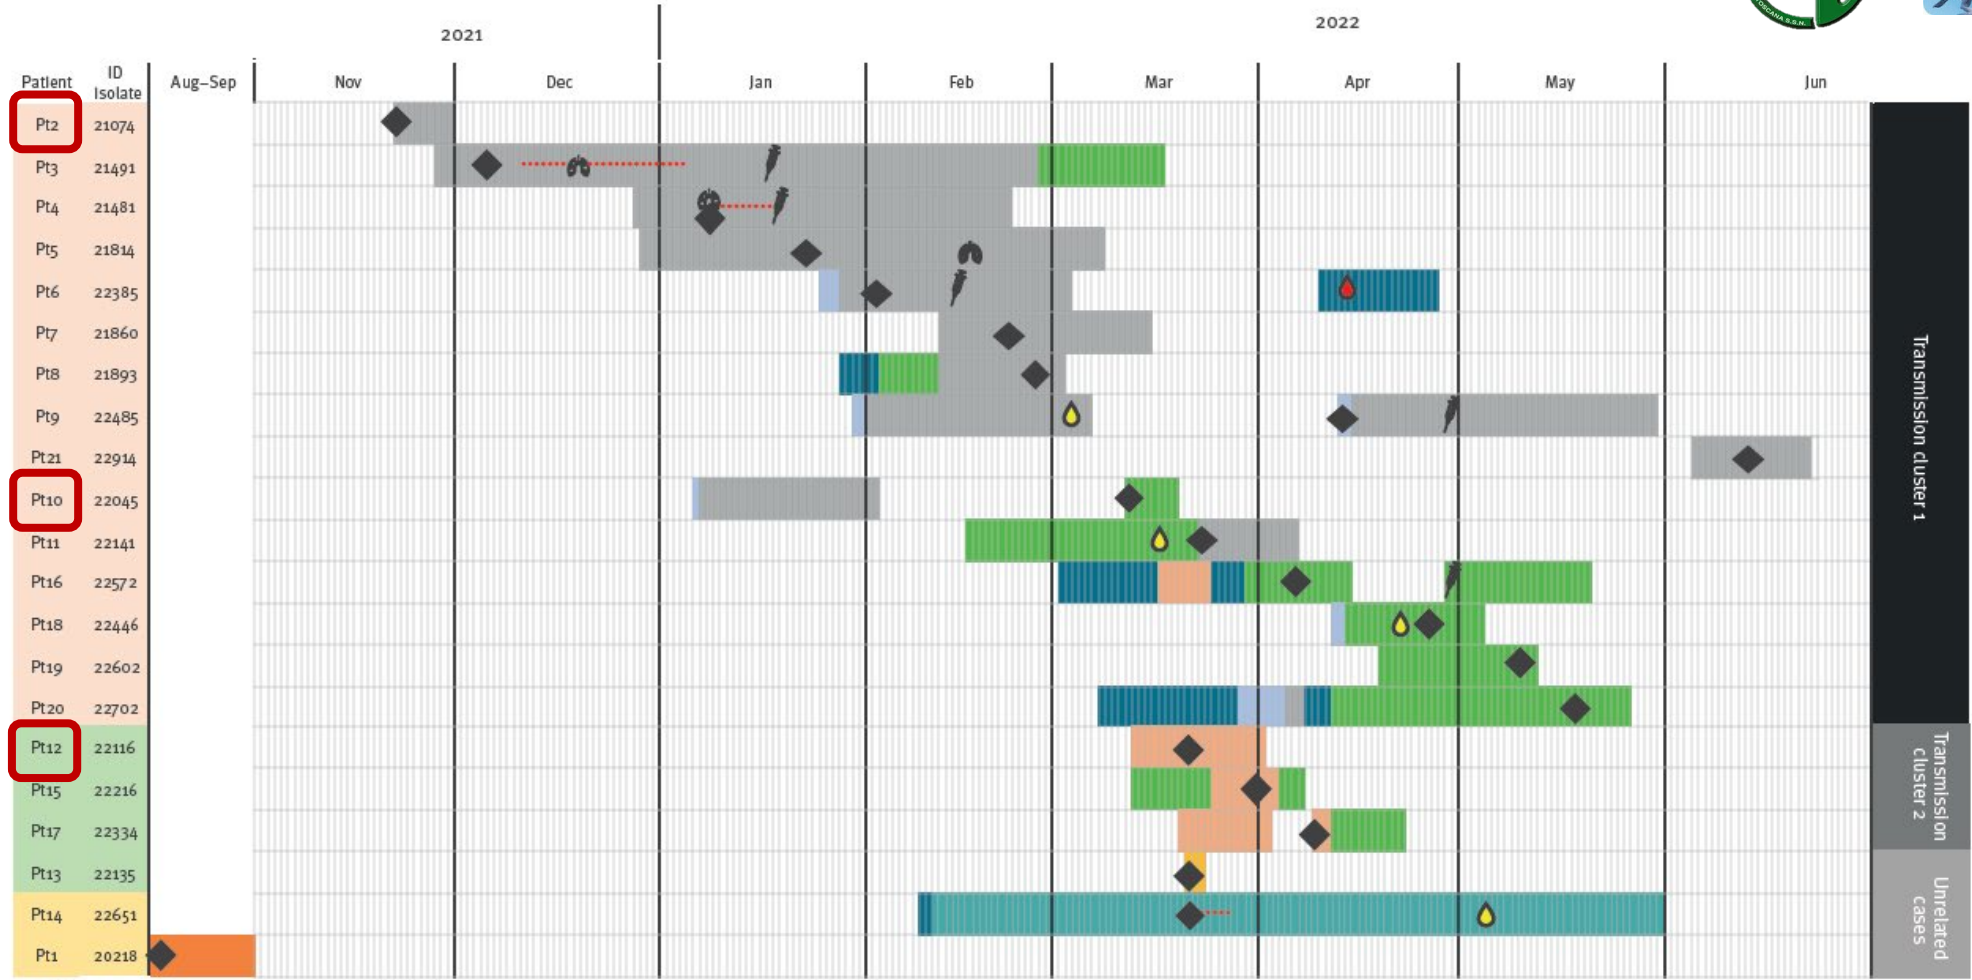 TOSCANA S.S.H.
2021
2022
Patient
ID
Isolate
Aug–Sep
Nov
Dec
Jan
Feb
Mar
Apr
May
Jun
Pt2 21074
Pt3 21491
Pt4 21481
Pt5 21814
Pt6 22385
Pt7 21860
Pt8 21893
Pt9 22485
Pt21 22914
Pt10 22045
Pt11 22141
Pt16 22572
Pt18 22446
Pt19 22602
Pt20 22702
Pt12 22116
Pt15 22216
Pt17 22334
Pt13 22135
Pt14 22651
Pt1 20218
Transmission cluster 1
Transmission
cluster 2
Unrelated
cases